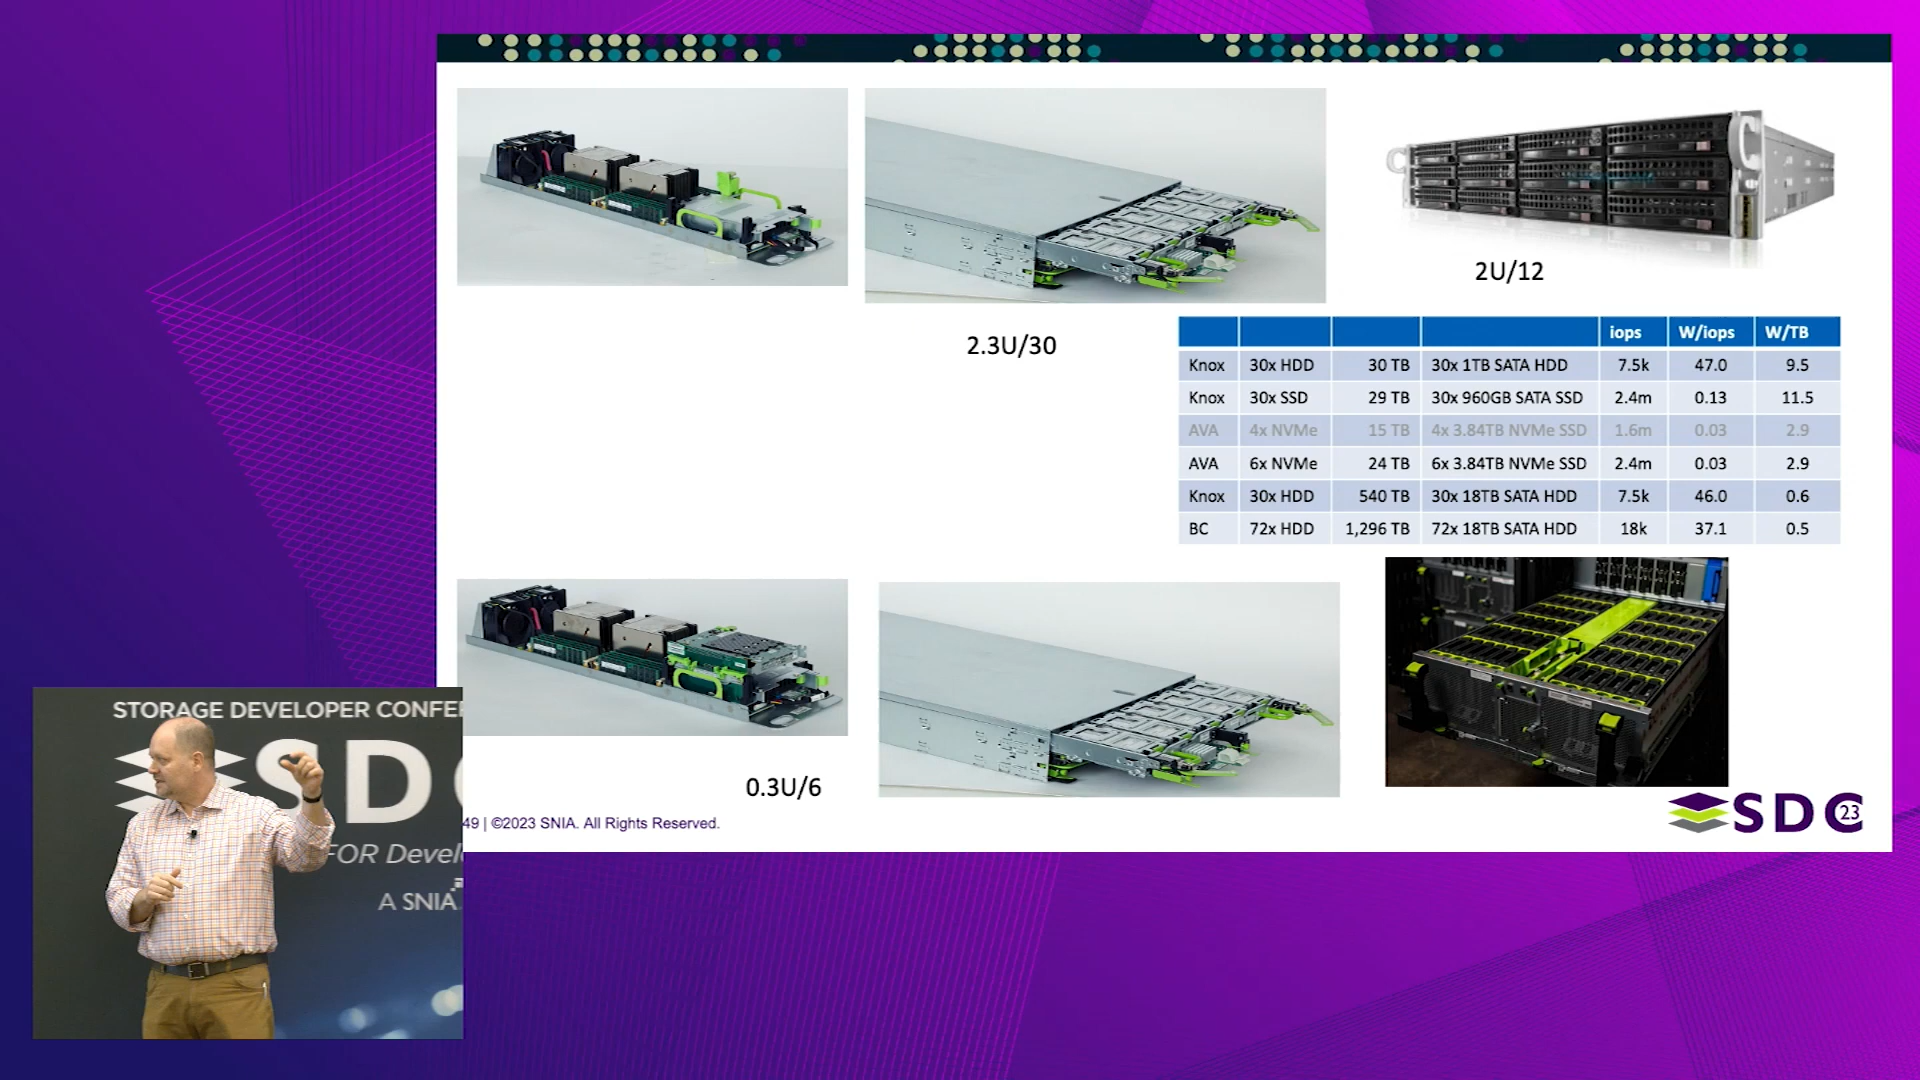 2U/12
2.3U/30
iops W/iops W/TB
Knox 30x HDD 30 TB 30x 1TB SATA HDD 7.5k 47.0 9.5
Knox 30x SSD 29 TB 30x 960GB SATA SSD 2.4m 0.13 11.5
AVA 4x NVMe 15 TB 4x 3.84TB NVMe SSD 1.6m 0.03 2.9
AVA 6x NVMe 24 TB 6x 3.84TB NVMe SSD 2.4m 0.03 2.9
Knox 30x HDD 540 TB 30x 18TB SATA HDD 7.5k 46.0 0.6
BC 72x HDD 1,296 TB 72x 18TB SATA HDD 18k 37.1 0.5
0.3U/6
49 | ©2023 SNIA. All Rights Reserved.
SDC 23
STORAGE DEVELOPER CONFE
SD
FOR Devel
A SNIA